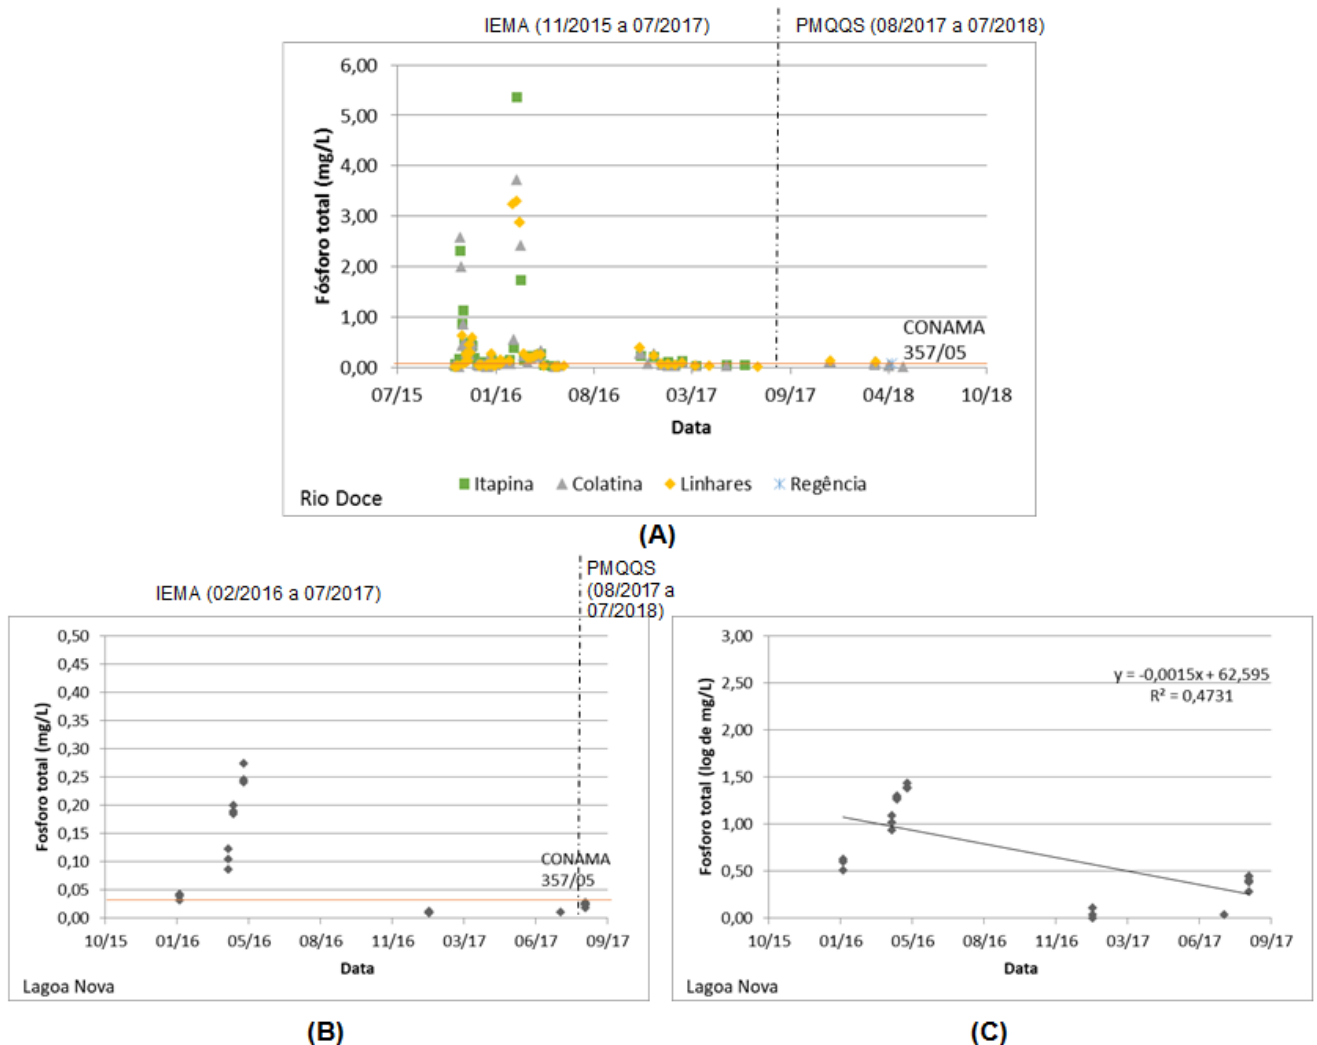 IEMA (11/2015 a 07/2017)
PMQQS (08/2017 a 07/2018)
6,00
5,00
4,00
3,00
2,00
1,00
0,00
Fósforo total (mg/L)
CONAMA
357/05
07/15
01/16
08/16
03/17
09/17
04/18
10/18
Data
Itapina
Colatina
Linhares
Regência
Rio Doce
(A)
IEMA (02/2016 a 07/2017)
PMQQS
(08/2017 a
07/2018)
0,50
0,45
0,40
0,35
0,30
0,25
0,20
0,15
0,10
0,05
0,00
Fosforo total (mg/L)
CONAMA
357/05
10/15
01/16
05/16
08/16
11/16
03/17
06/17
09/17
Data
Lagoa Nova
(B)
3,00
2,50
2,00
1,50
1,00
0,50
0,00
Fosforo total (log de mg/L)
y = -0,0015x + 62,595
R² = 0,4731
10/15
01/16
05/16
08/16
11/16
03/17
06/17
09/17
Data
Lagoa Nova
(C)